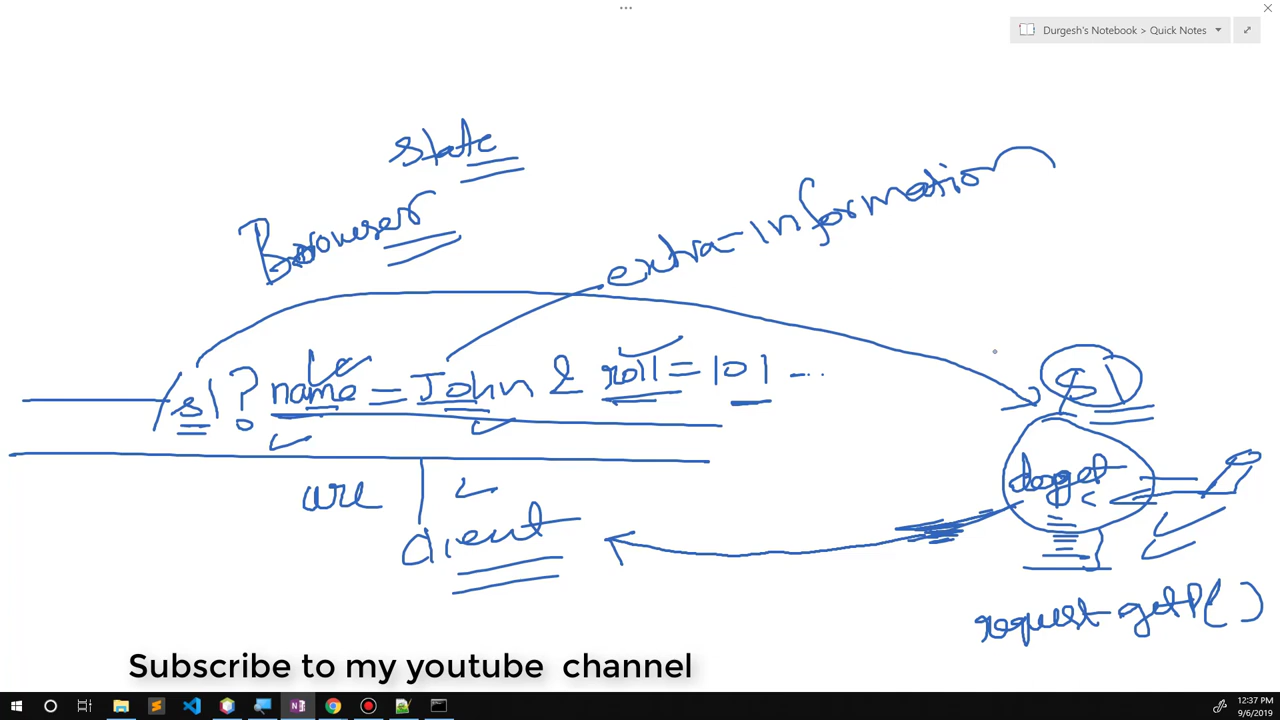 Durgesh's Notebook > Quick Notes
state
Browser
extra-information
/s1?name=John & roll=101 ...
s1
doget
client
request.getP()
Subscribe to my youtube channel
12:37 PM
9/6/2019